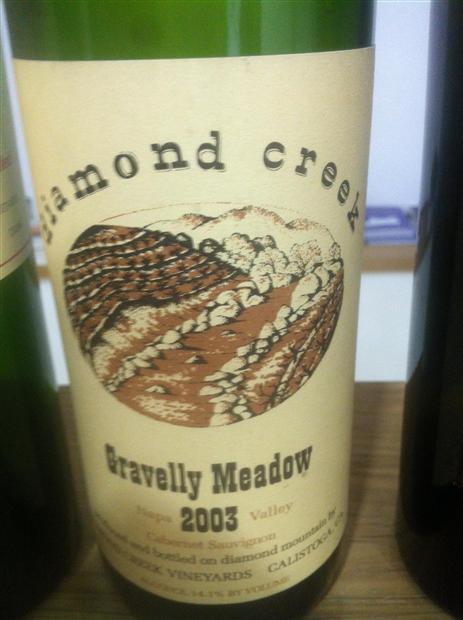 diamond creek
Gravelly Meadow
Napa 2003 Valley
Cabernet Sauvignon
and bottled on diamond mountain by
CREEK VINEYARDS CALISTOGA, CA
ALCOHOL 14.1% BY VOLUME